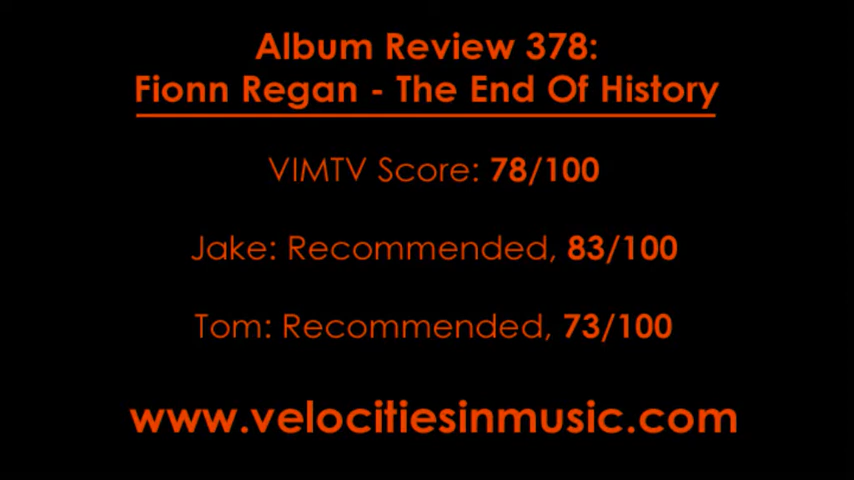 Album Review 378:
Fionn Regan - The End Of History
VIMTV Score: 78/100
Jake: Recommended, 83/100
Tom: Recommended, 73/100
www.velocitiesinmusic.com